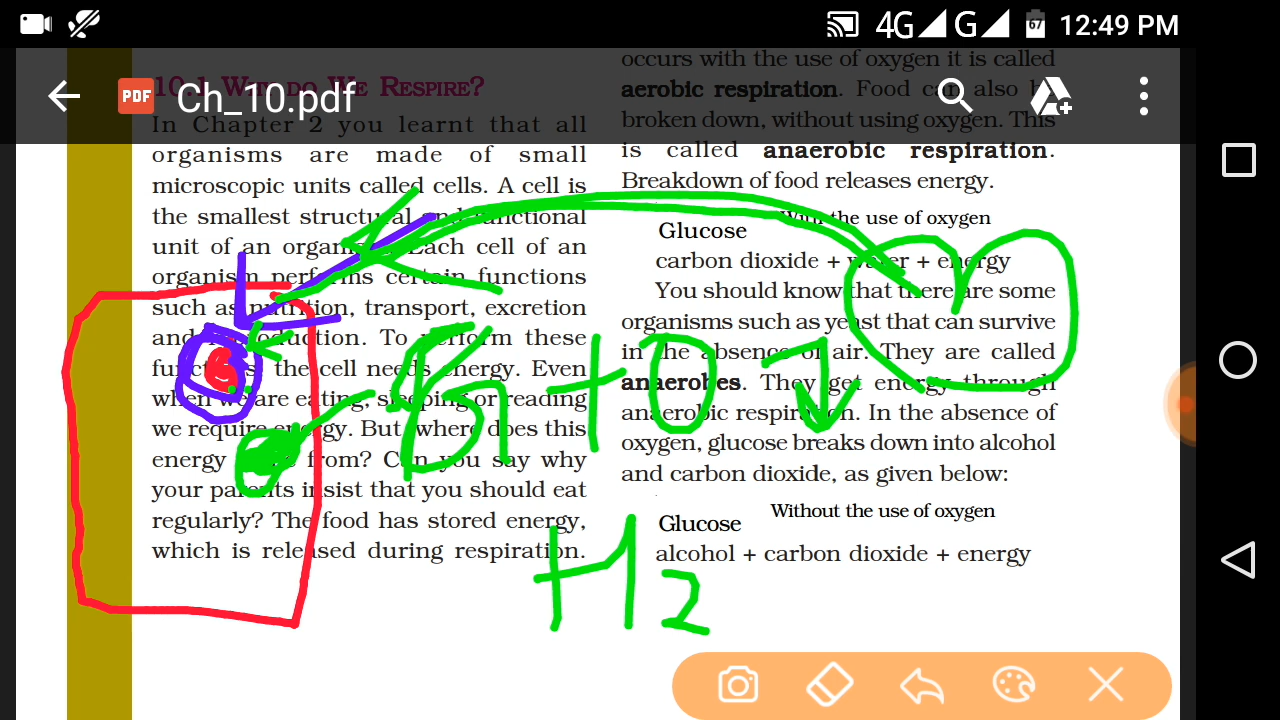 4G G 67 12:49 PM
PDF Ch_10.pdf
10.1 WHY DO WE RESPIRE?
In Chapter 2 you learnt that all
organisms are made of small
microscopic units called cells. A cell is
the smallest structural and functional
unit of an organism. Each cell of an
organism performs certain functions
such as nutrition, transport, excretion
and reproduction. To perform these
functions, the cell needs energy. Even
when we are eating, sleeping or reading
we require energy. But, where does this
energy come from? Can you say why
your parents insist that you should eat
regularly? The food has stored energy,
which is released during respiration.
occurs with the use of oxygen it is called
aerobic respiration. Food can also be
broken down, without using oxygen. This
is called anaerobic respiration.
Breakdown of food releases energy.
With the use of oxygen
Glucose
carbon dioxide + water + energy
You should know that there are some
organisms such as yeast that can survive
in the absence of air. They are called
anaerobes. They get energy through
anaerobic respiration. In the absence of
oxygen, glucose breaks down into alcohol
and carbon dioxide, as given below:
Without the use of oxygen
Glucose
alcohol + carbon dioxide + energy
H2